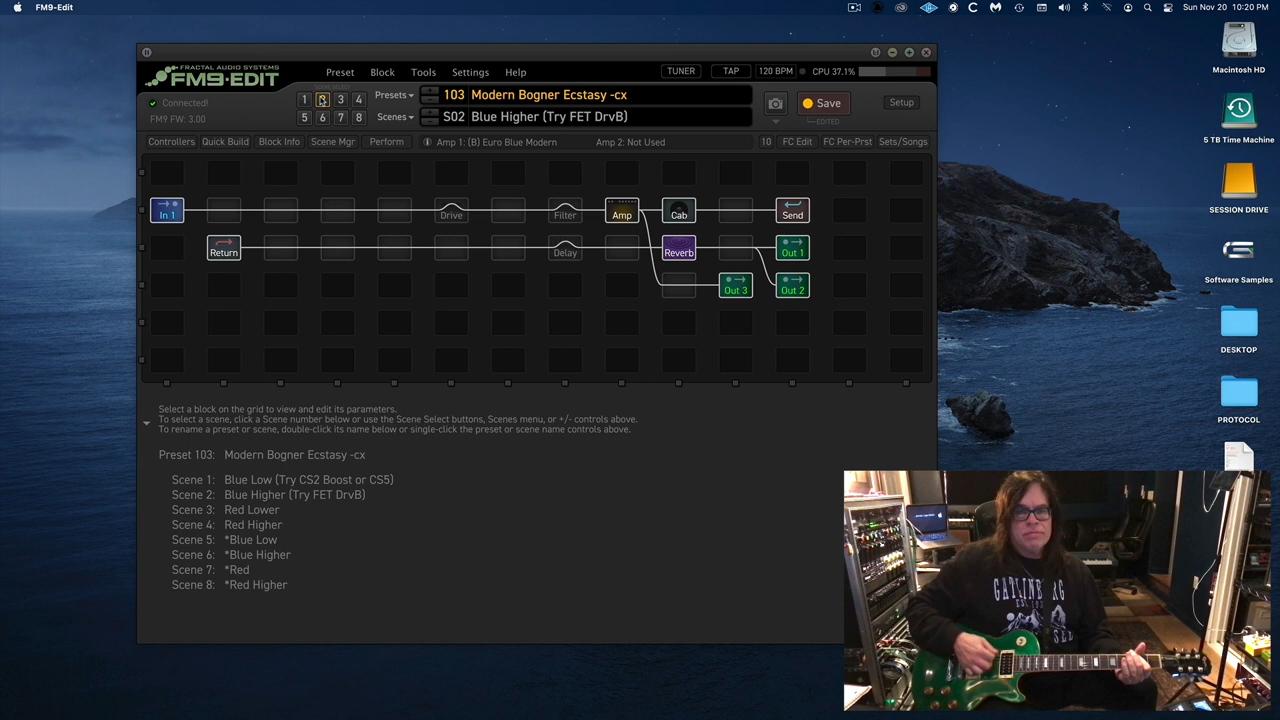 FM9-Edit
Sun Nov 20 10:20 PM
FRACTAL AUDIO SYSTEMS
FM9-EDIT
Preset Block Tools Settings Help
TUNER TAP 120 BPM CPU 37.1%
Connected!
FM9 FW: 3.00
1 2 3 4
5 6 7 8
Presets
103 Modern Bogner Ecstasy -cx
Scenes
S02 Blue Higher (Try FET DrvB)
Save
EDITED
Setup
Controllers Quick Build Block Info Scene Mgr Perform
Amp 1: (B) Euro Blue Modern Amp 2: Not Used
10 FC Edit FC Per-Prst Sets/Songs
In 1 Drive Filter Amp Cab Send
Return Delay Reverb Out 1
Out 3 Out 2
Select a block on the grid to view and edit its parameters.
To select a scene, click a Scene number below or use the Scene Select buttons, Scenes menu, or +/- controls above.
To rename a preset or scene, double-click its name below or single-click the preset or scene name controls above.
Preset 103: Modern Bogner Ecstasy -cx
Scene 1: Blue Low (Try CS2 Boost or CS5)
Scene 2: Blue Higher (Try FET DrvB)
Scene 3: Red Lower
Scene 4: Red Higher
Scene 5: *Blue Low
Scene 6: *Blue Higher
Scene 7: *Red
Scene 8: *Red Higher
Macintosh HD
5 TB Time Machine
SESSION DRIVE
Software Samples
DESKTOP
PROTOCOL
GATLINBURG